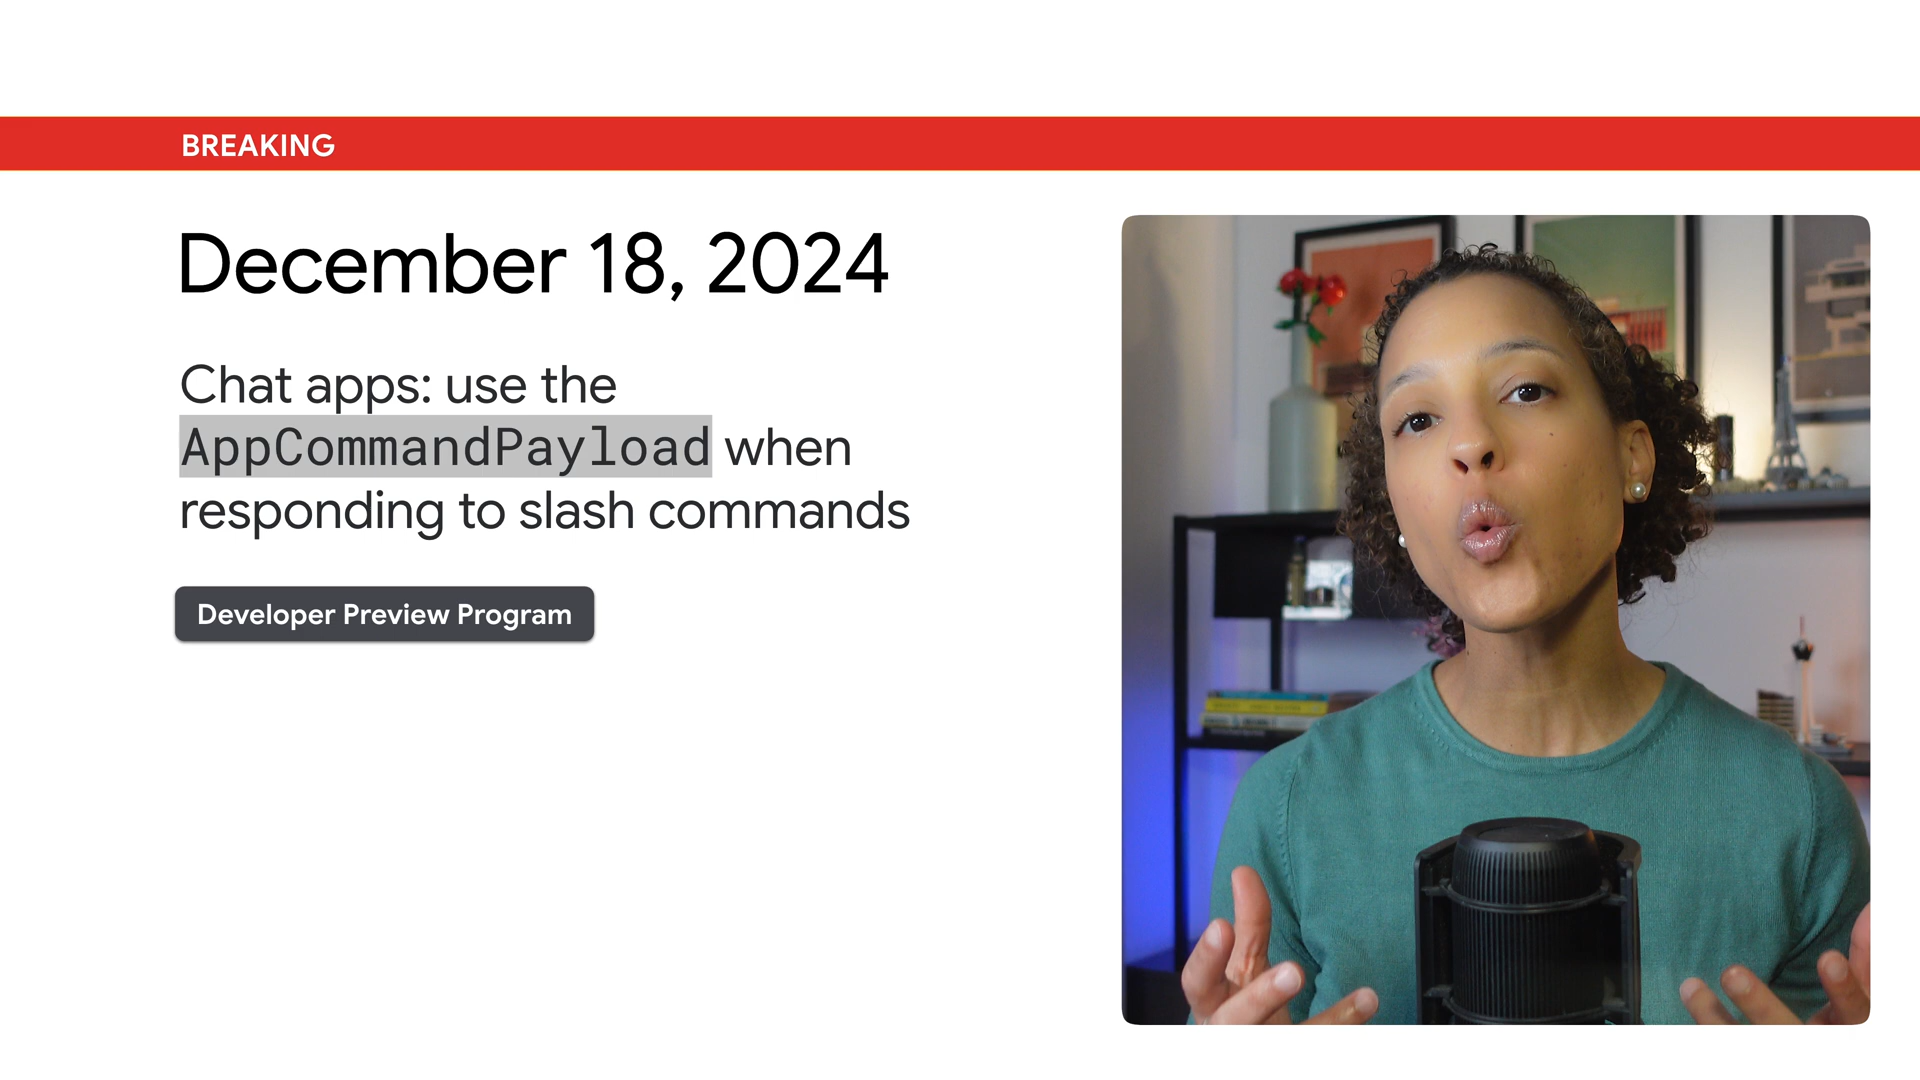 BREAKING
December 18, 2024
Chat apps: use the
AppCommandPayload when
responding to slash commands
Developer Preview Program